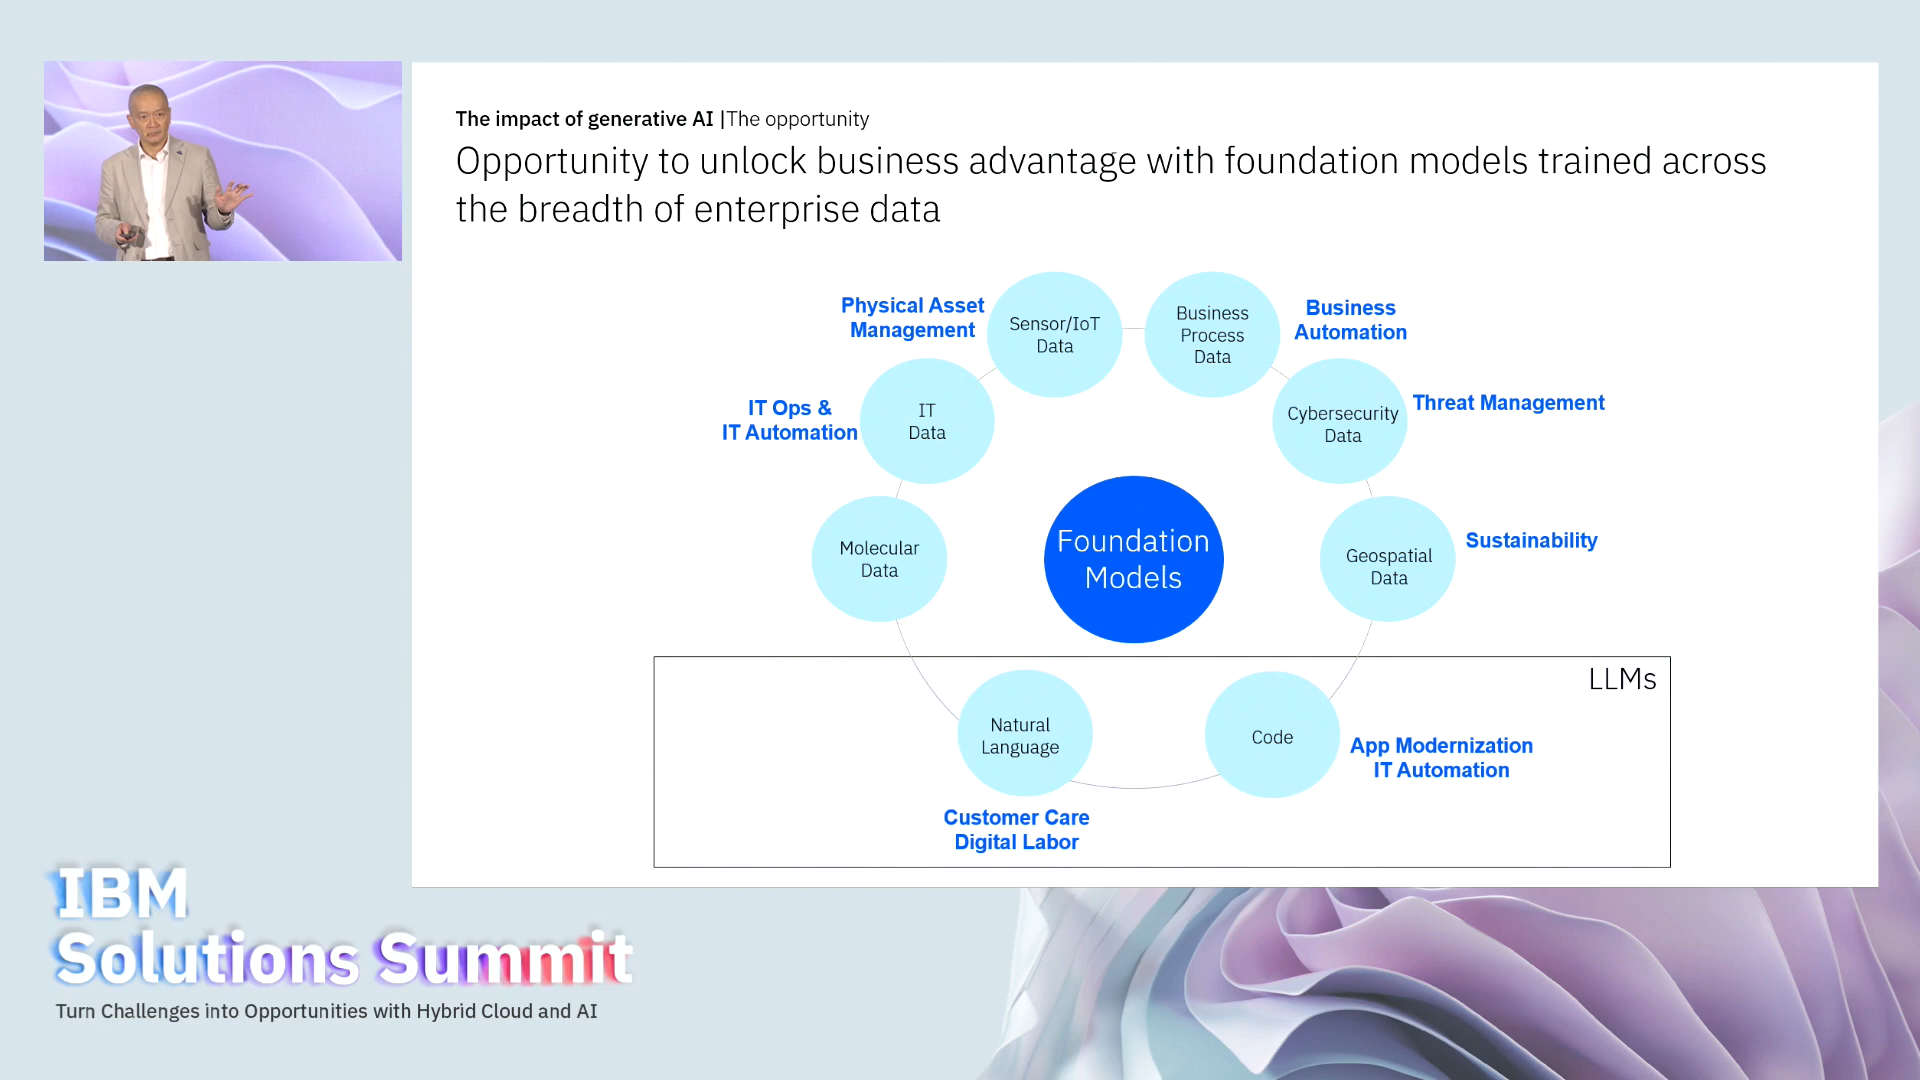 The impact of generative AI |The opportunity
Opportunity to unlock business advantage with foundation models trained across
the breadth of enterprise data
Physical Asset
Management
Sensor/IoT
Data
Business
Process
Data
Business
Automation
IT Ops &
IT Automation
IT
Data
Cybersecurity
Data
Threat Management
Molecular
Data
Foundation
Models
Geospatial
Data
Sustainability
LLMs
Natural
Language
Code
App Modernization
IT Automation
Customer Care
Digital Labor
IBM
Solutions Summit
Turn Challenges into Opportunities with Hybrid Cloud and AI